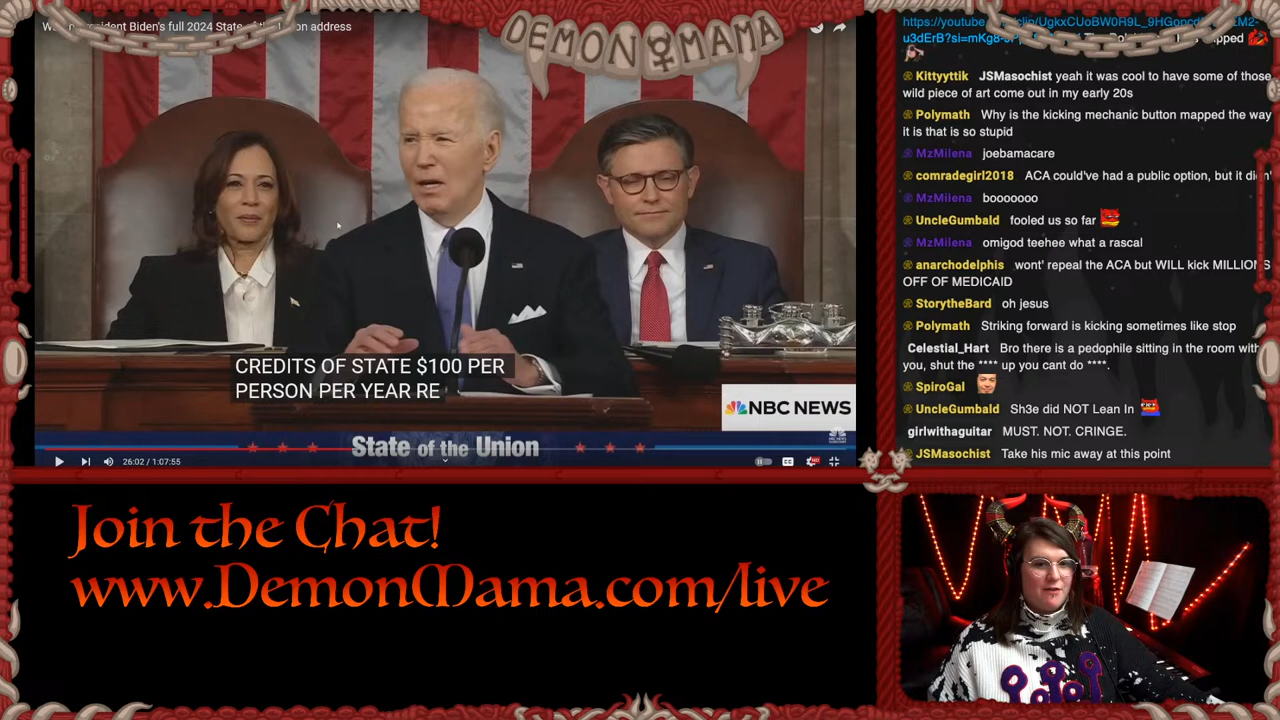 President Biden's full 2024 State of the Union address
DEMON MAMA
CREDITS OF STATE $100 PER
PERSON PER YEAR RE
NBC NEWS
State of the Union
26:02 / 1:07:55
Join the Chat!
www.DemonMama.com/live
https://youtube
Kittyyttik JSMasochist yeah it was cool to have some of those
wild piece of art come out in my early 20s
Polymath Why is the kicking mechanic button mapped the way
it is that is so stupid
MzMilena joebamacare
comradegirl2018 ACA could've had a public option, but it didn'
MzMilena booooooo
UncleGumbald fooled us so far
MzMilena omigod teehee what a rascal
anarchodelphis wont' repeal the ACA but WILL kick MILLIONS
OFF OF MEDICAID
StorytheBard oh jesus
Polymath Striking forward is kicking sometimes like stop
Celestial_Hart Bro there is a pedophile sitting in the room with
you, shut the **** up you cant do ****.
SpiroGal
UncleGumbald Sh3e did NOT Lean In
girlwithaguitar MUST. NOT. CRINGE.
JSMasochist Take his mic away at this point